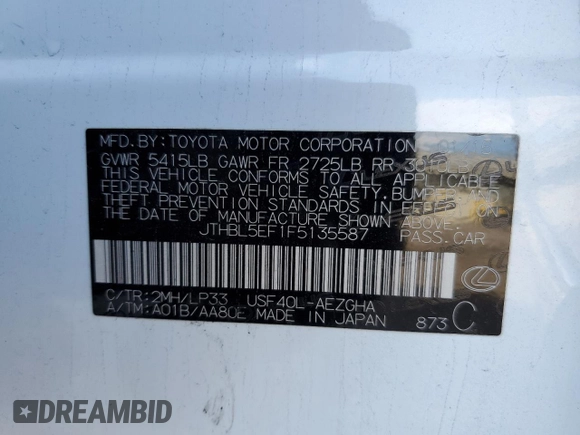 MFD.BY:TOYOTA MOTOR CORPORATION
GVWR 5415LB GAWR FR 2725LB RR
THIS VEHICLE CONFORMS TO ALL APPLICABLE
FEDERAL MOTOR VEHICLE SAFETY, BUMPER, AND
THEFT PREVENTION STANDARDS IN EFFECT ON
THE DATE OF MANUFACTURE SHOWN ABOVE.
JTHBL5EF1F5135587 PASS.CAR
C/TR:2MH/LP33 USF40L-AEZGHA
A/TM:A01B/AA80E MADE IN JAPAN 873 C
DREAMBID